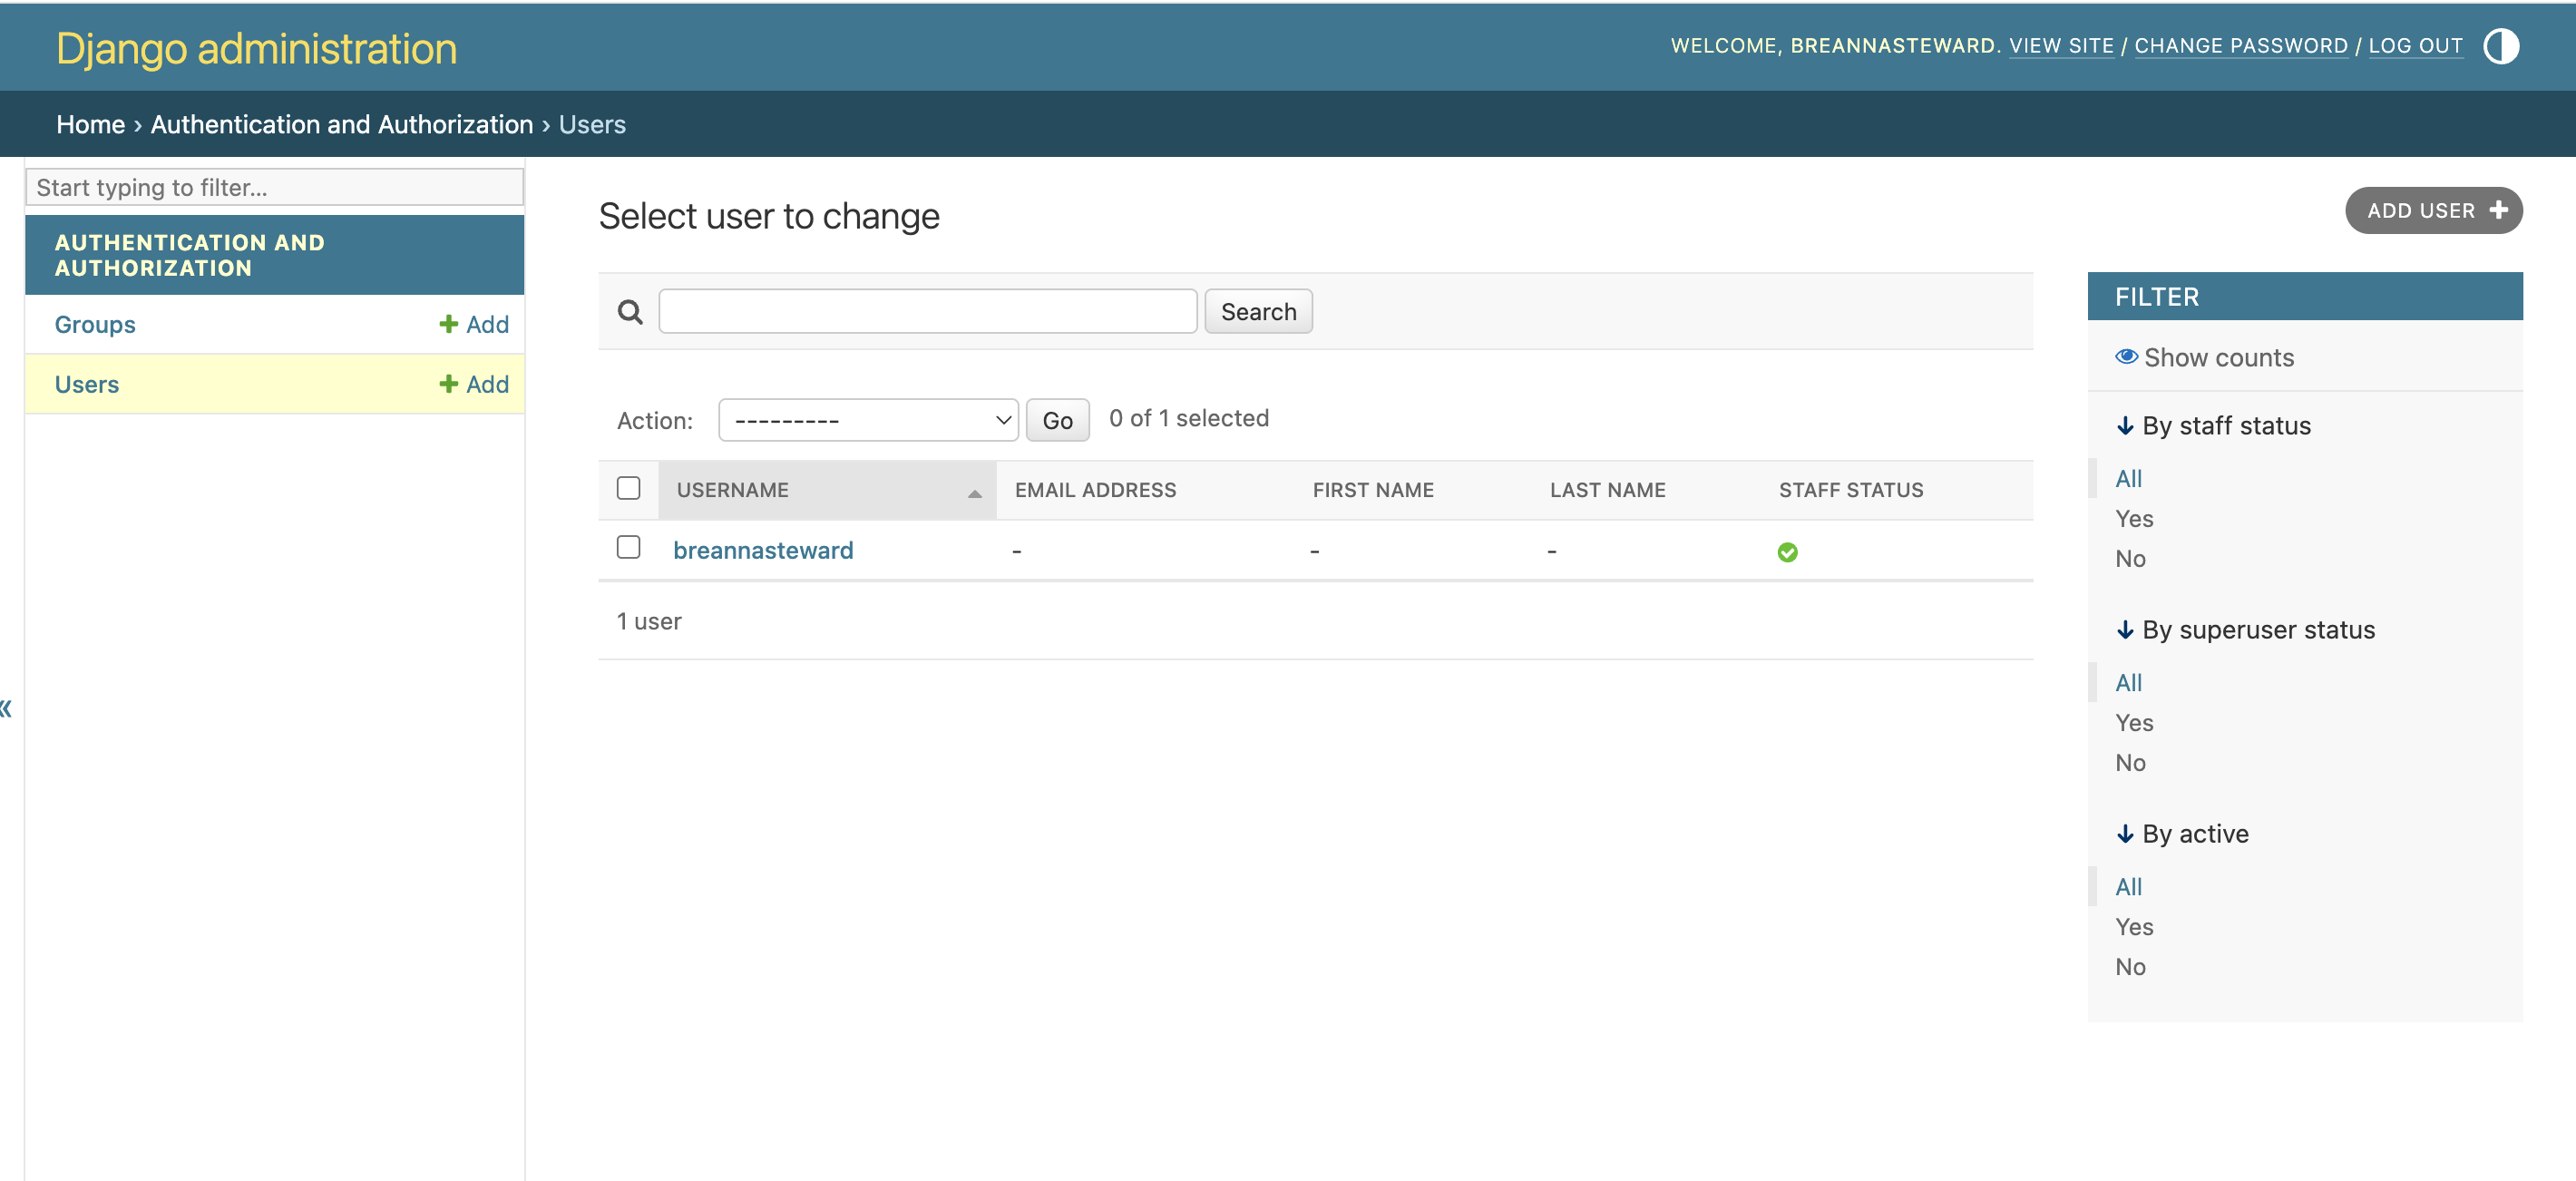 Django administration
WELCOME, BREANNASTEWARD. VIEW SITE / CHANGE PASSWORD / LOG OUT
Home › Authentication and Authorization › Users
Start typing to filter...
AUTHENTICATION AND
AUTHORIZATION
Groups + Add
Users + Add
«
Select user to change
ADD USER +
Search
Action: --------- Go 0 of 1 selected
USERNAME EMAIL ADDRESS FIRST NAME LAST NAME STAFF STATUS
breannasteward - - -
1 user
FILTER
Show counts
↓ By staff status
All
Yes
No
↓ By superuser status
All
Yes
No
↓ By active
All
Yes
No